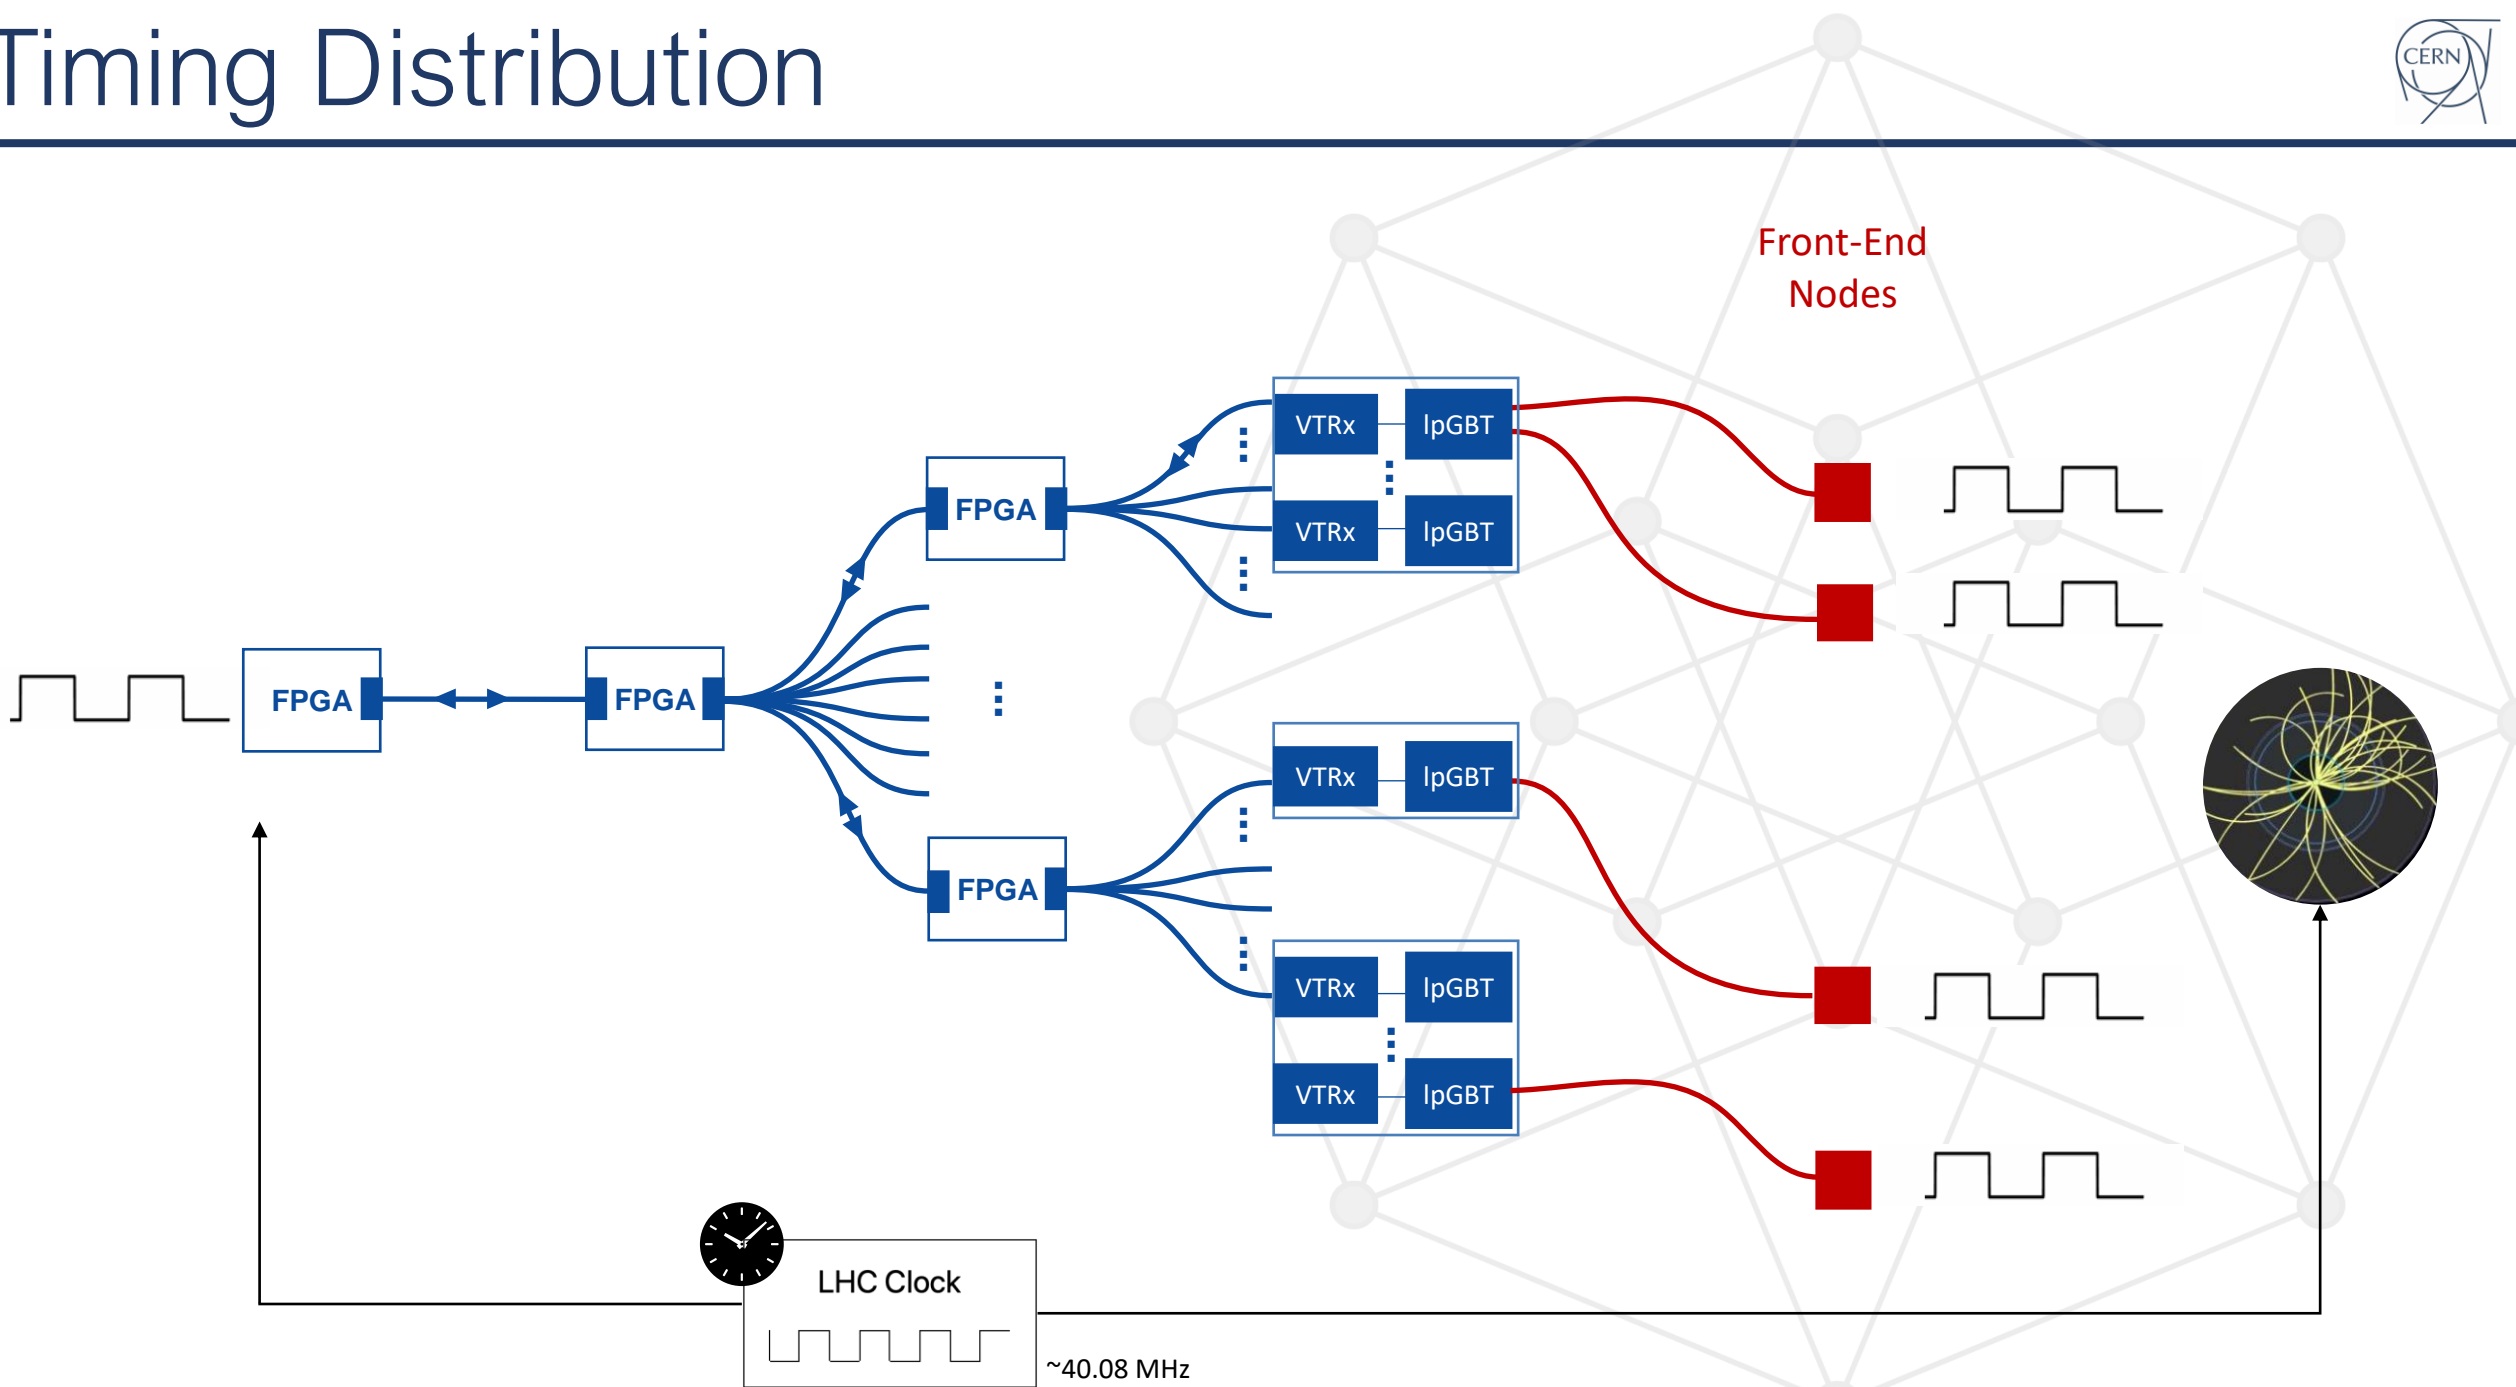 Timing Distribution
CERN
Front-End
Nodes
VTRx lpGBT
FPGA
VTRx lpGBT
FPGA FPGA
VTRx lpGBT
FPGA
VTRx lpGBT
VTRx lpGBT
LHC Clock
~40.08 MHz